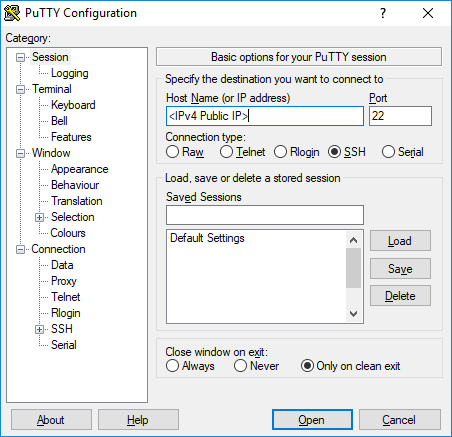 PuTTY Configuration
?
Category:
Session
Logging
Terminal
Keyboard
Bell
Features
Window
Appearance
Behaviour
Translation
Selection
Colours
Connection
Data
Proxy
Telnet
Rlogin
SSH
Serial
Basic options for your PuTTY session
Specify the destination you want to connect to
Host Name (or IP address) Port
<IPv4 Public IP> 22
Connection type:
Raw Telnet Rlogin SSH Serial
Load, save or delete a stored session
Saved Sessions
Default Settings
Load
Save
Delete
Close window on exit:
Always Never Only on clean exit
About Help Open Cancel